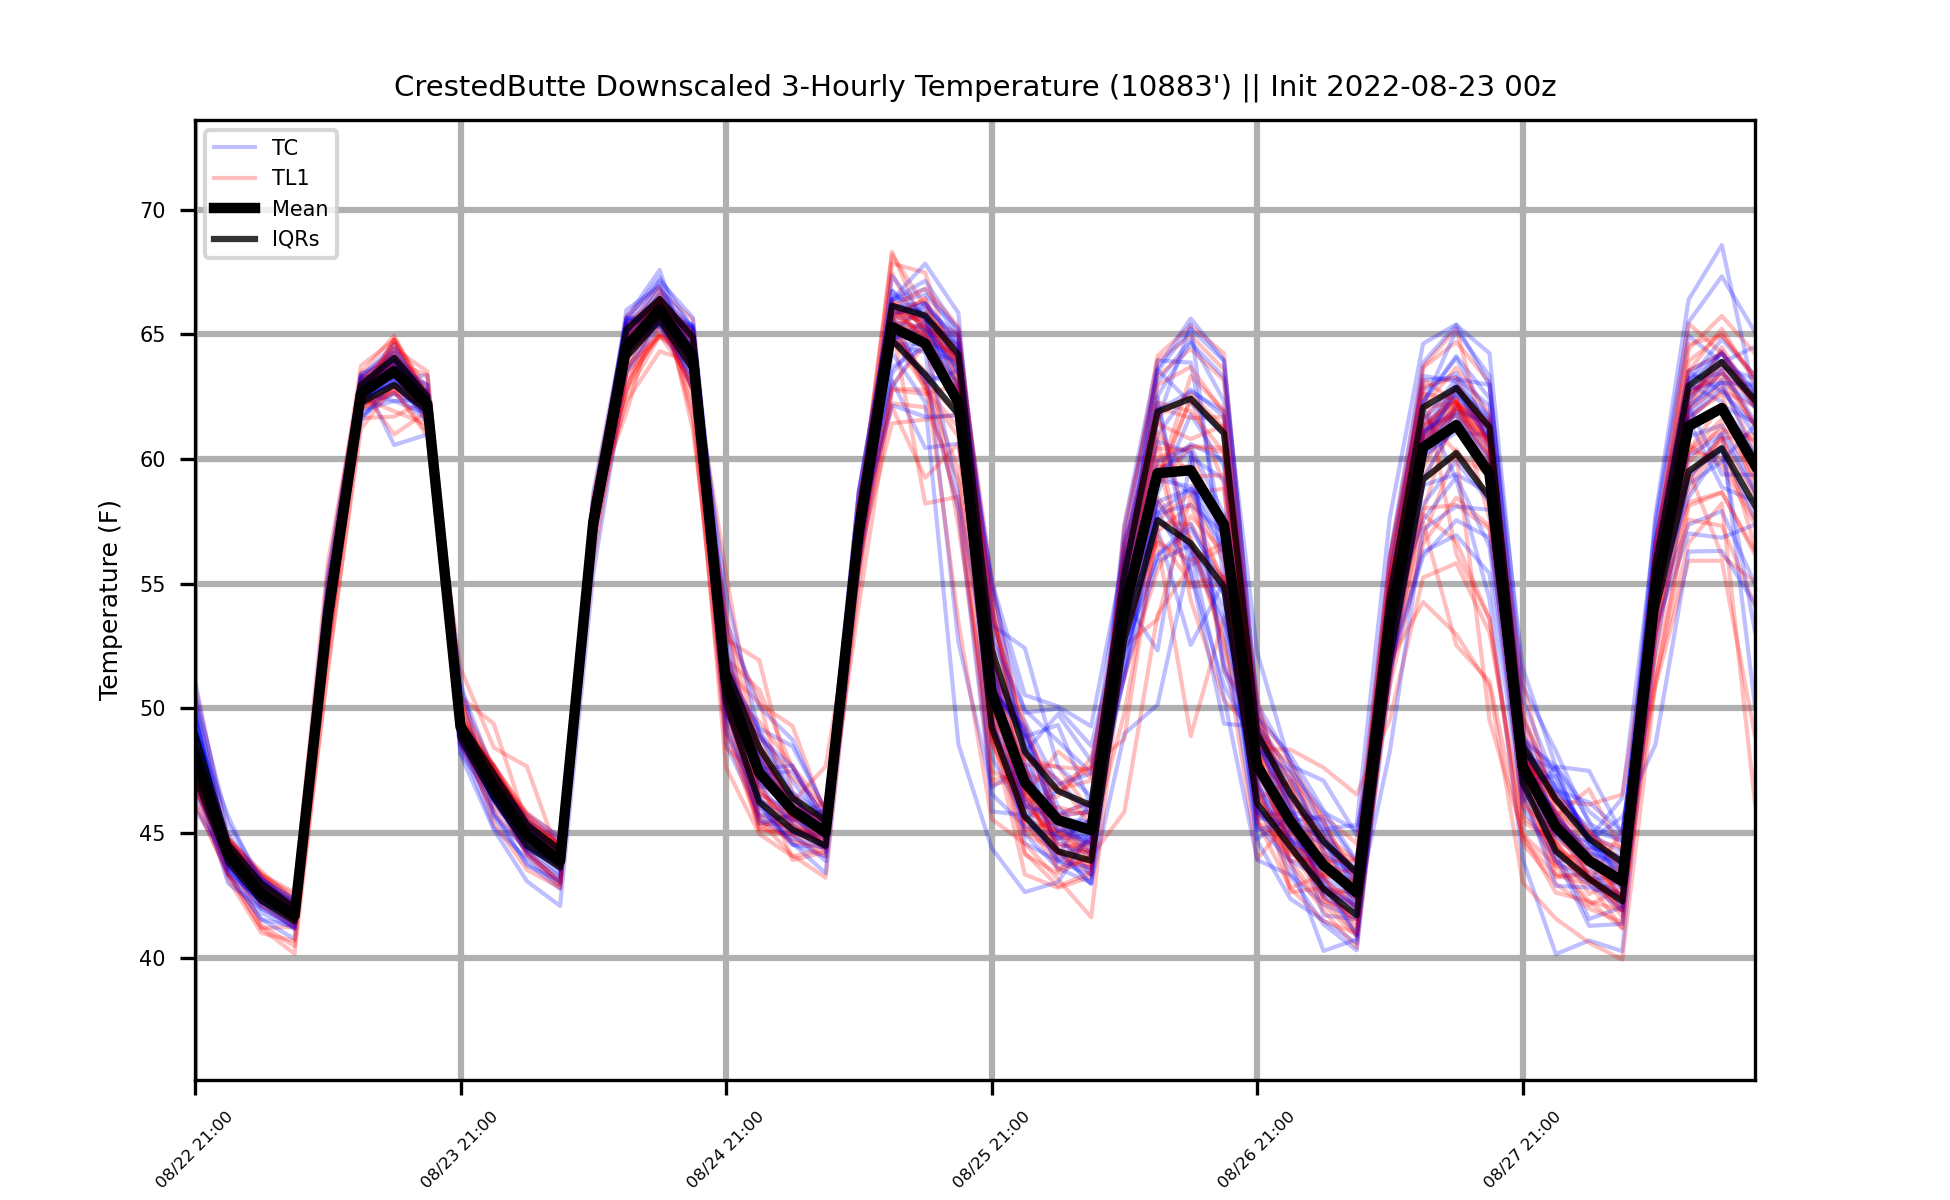 CrestedButte Downscaled 3-Hourly Temperature (10883') || Init 2022-08-23 00z
TC
TL1
Mean
IQRs
Temperature (F)
70
65
60
55
50
45
40
08/22 21:00
08/23 21:00
08/24 21:00
08/25 21:00
08/26 21:00
08/27 21:00